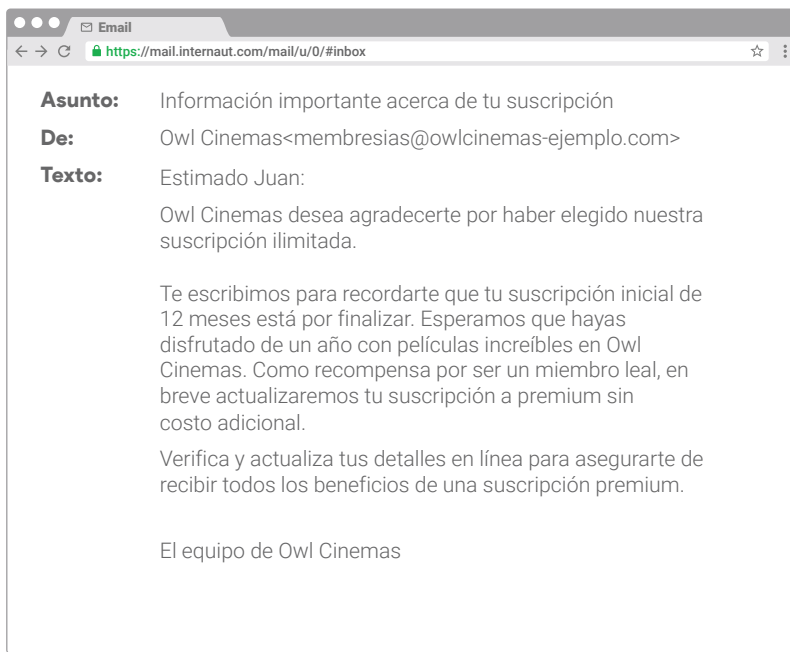 Email
https://mail.internaut.com/mail/u/0/#inbox
Asunto: Información importante acerca de tu suscripción
De: Owl Cinemas<membresias@owlcinemas-ejemplo.com>
Texto: Estimado Juan:
Owl Cinemas desea agradecerte por haber elegido nuestra
suscripción ilimitada.
Te escribimos para recordarte que tu suscripción inicial de
12 meses está por finalizar. Esperamos que hayas
disfrutado de un año con películas increíbles en Owl
Cinemas. Como recompensa por ser un miembro leal, en
breve actualizaremos tu suscripción a premium sin
costo adicional.
Verifica y actualiza tus detalles en línea para asegurarte de
recibir todos los beneficios de una suscripción premium.
El equipo de Owl Cinemas